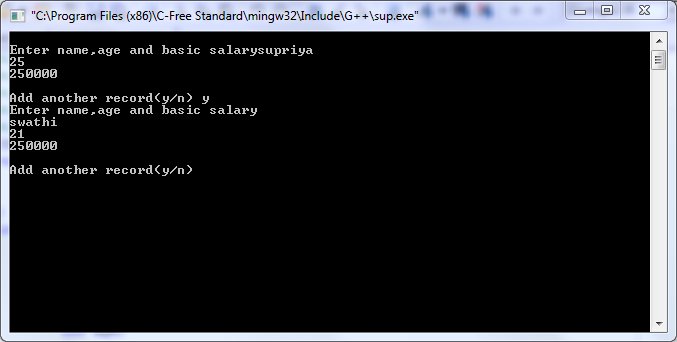 "C:\Program Files (x86)\C-Free Standard\mingw32\Include\G++\sup.exe"
Enter name,age and basic salarysupriya
25
250000
Add another record(y/n) y
Enter name,age and basic salary
swathi
21
250000
Add another record(y/n)